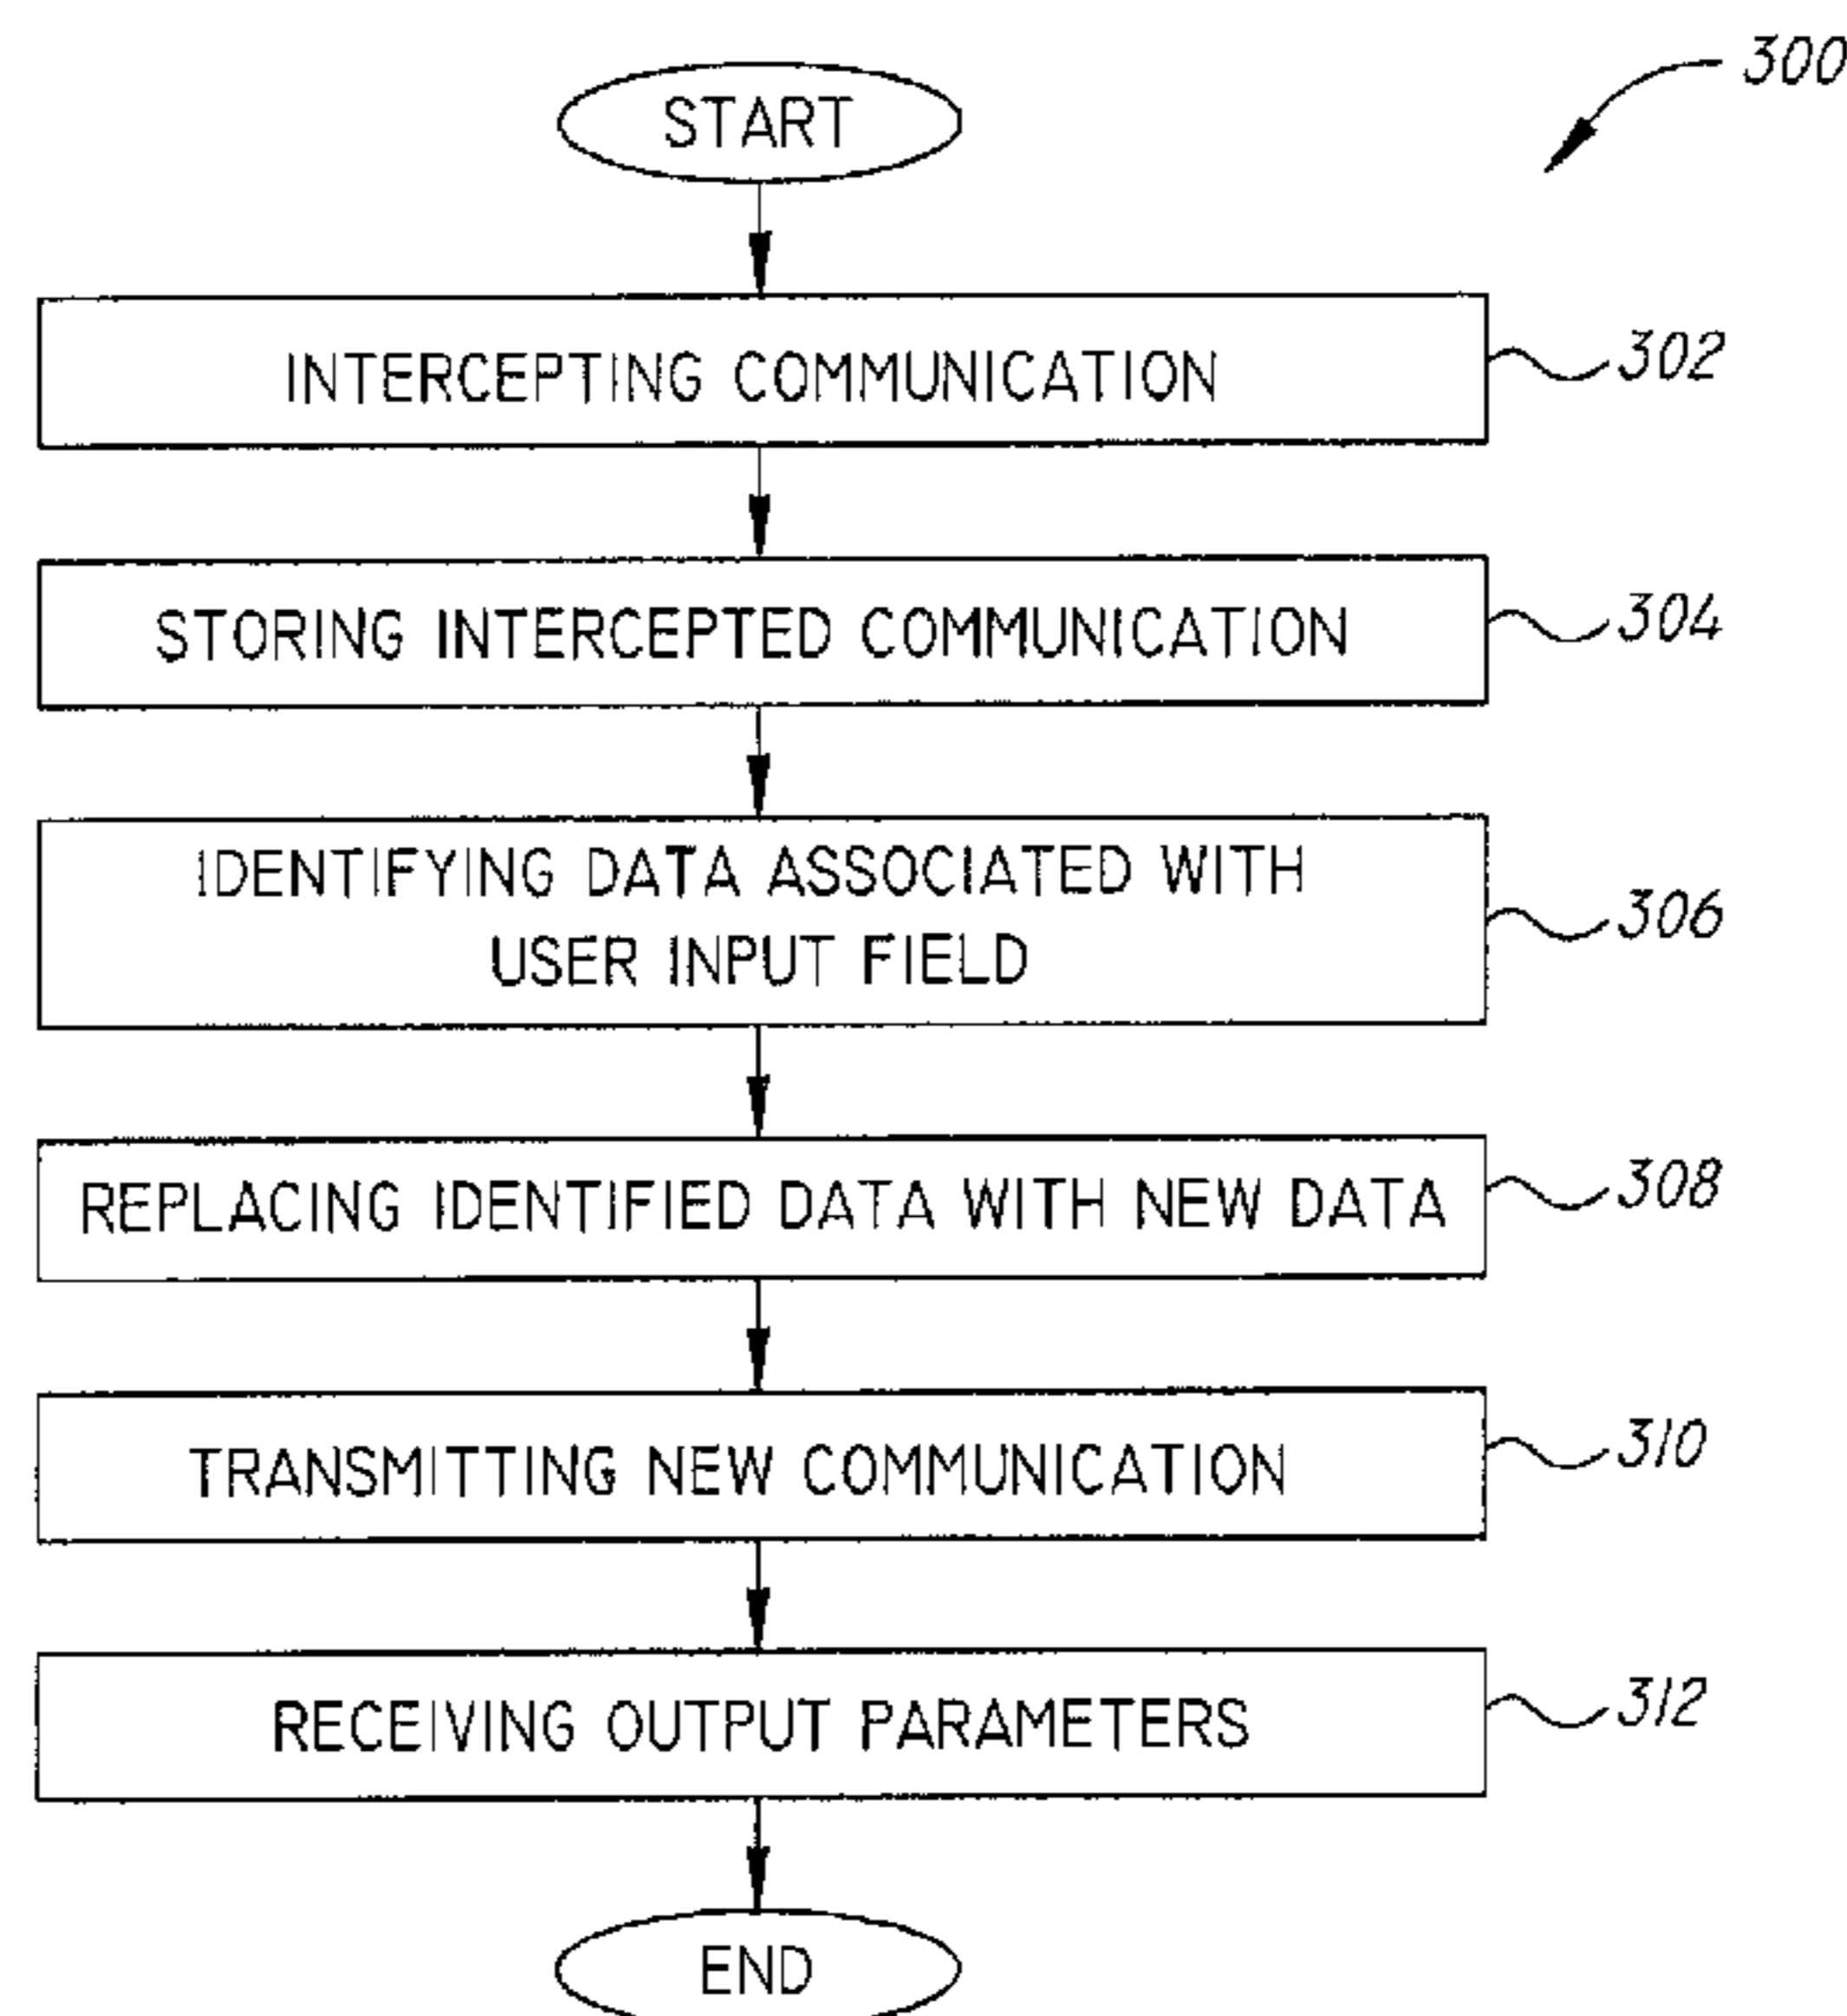 300
START
INTERCEPTING COMMUNICATION
302
STORING INTERCEPTED COMMUNICATION
304
IDENTIFYING DATA ASSOCIATED WITH
USER INPUT FIELD
306
REPLACING IDENTIFIED DATA WITH NEW DATA
308
TRANSMITTING NEW COMMUNICATION
310
RECEIVING OUTPUT PARAMETERS
312
END